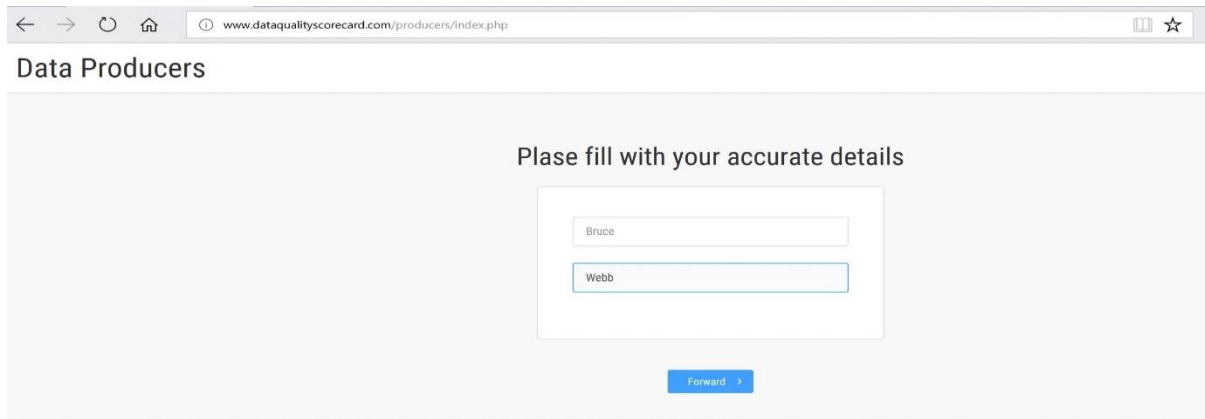 www.dataqualityscorecard.com/producers/index.php
Data Producers
Plase fill with your accurate details
Bruce
Webb
Forward >